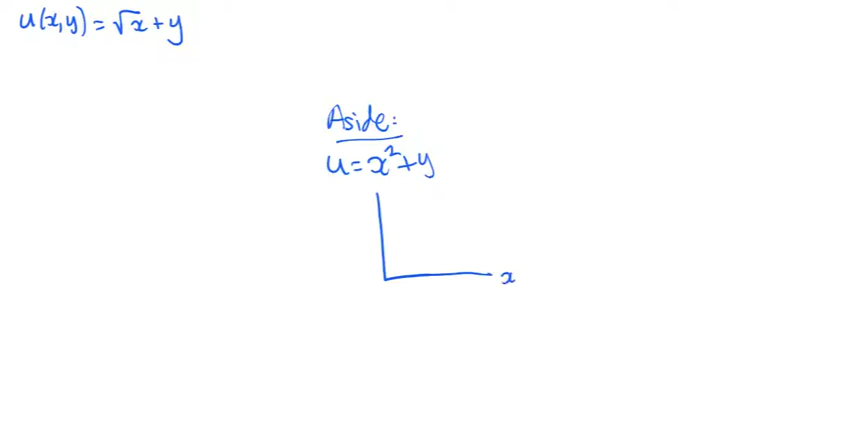 u(x,y) = √x + y
Aside:
u = x² + y
x